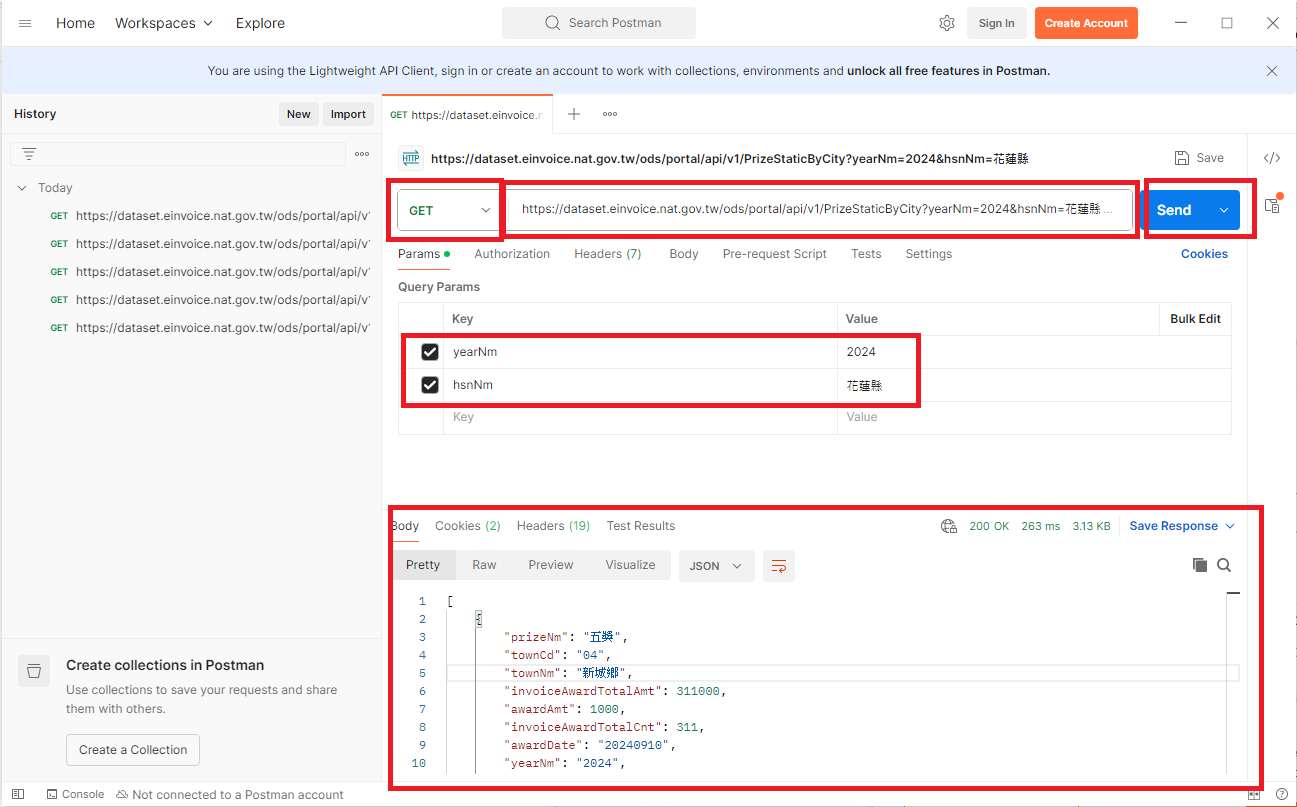 Home Workspaces Explore Search Postman Sign In Create Account
You are using the Lightweight API Client, sign in or create an account to work with collections, environments and unlock all free features in Postman.
History New Import
GET https://dataset.einvoice.n
HTTP https://dataset.einvoice.nat.gov.tw/ods/portal/api/v1/PrizeStaticByCity?yearNm=2024&hsnNm=花蓮縣 Save
Today
GET https://dataset.einvoice.nat.gov.tw/ods/portal/api/v1
GET https://dataset.einvoice.nat.gov.tw/ods/portal/api/v1
GET https://dataset.einvoice.nat.gov.tw/ods/portal/api/v1
GET https://dataset.einvoice.nat.gov.tw/ods/portal/api/v1
GET https://dataset.einvoice.nat.gov.tw/ods/portal/api/v1
GET https://dataset.einvoice.nat.gov.tw/ods/portal/api/v1/PrizeStaticByCity?yearNm=2024&hsnNm=花蓮縣 ... Send
Params Authorization Headers (7) Body Pre-request Script Tests Settings Cookies
Query Params
Key Value Bulk Edit
yearNm 2024
hsnNm 花蓮縣
Key Value
Body Cookies (2) Headers (19) Test Results 200 OK 263 ms 3.13 KB Save Response
Pretty Raw Preview Visualize JSON
1 [
2 {
3 "prizeNm": "五獎",
4 "townCd": "04",
5 "townNm": "新城鄉",
6 "invoiceAwardTotalAmt": 311000,
7 "awardAmt": 1000,
8 "invoiceAwardTotalCnt": 311,
9 "awardDate": "20240910",
10 "yearNm": "2024",
Create collections in Postman
Use collections to save your requests and share
them with others.
Create a Collection
Console Not connected to a Postman account